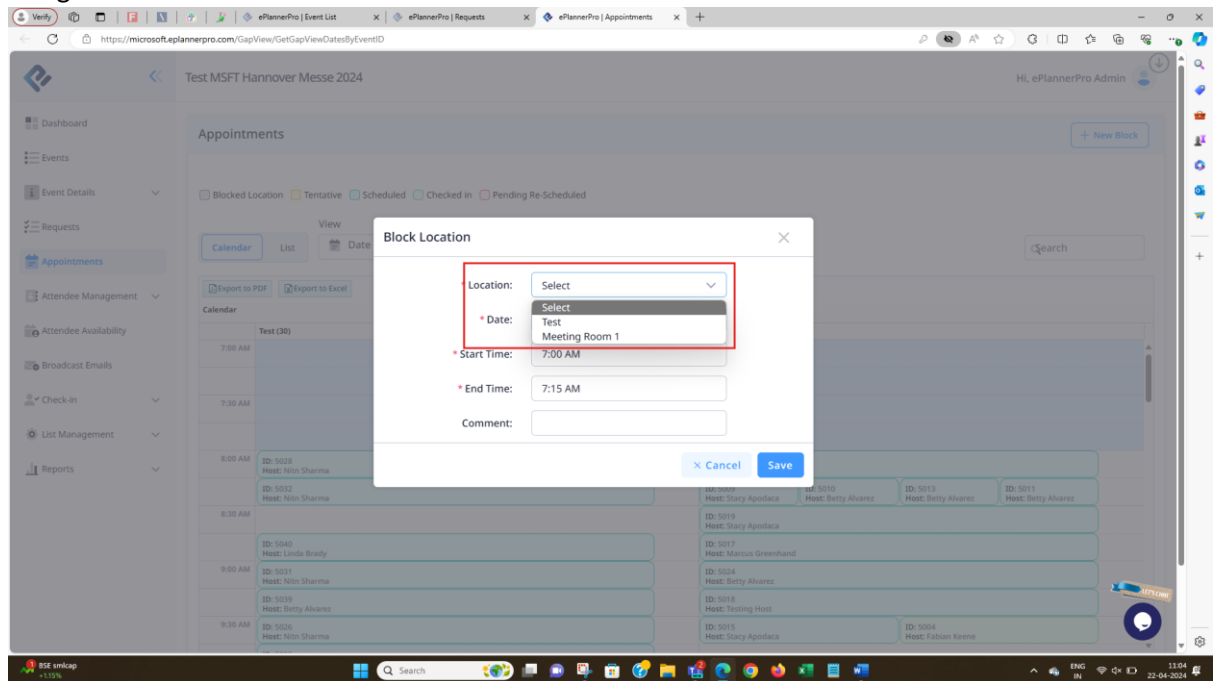 Verify
ePlannerPro | Event List
ePlannerPro | Requests
ePlannerPro | Appointments
https://microsoft.eplannerpro.com/GapView/GetGapViewDatesByEventID
Test MSFT Hannover Messe 2024
Hi, ePlannerPro Admin
Dashboard
Events
Event Details
Requests
Appointments
Attendee Management
Attendee Availability
Broadcast Emails
Check-in
List Management
Reports
Appointments
+ New Block
Blocked Location Tentative Scheduled Checked in Pending Re-Scheduled
View
Calendar List Date
Search
Export to PDF Export to Excel
Calendar
Test (30)
Block Location
* Location: Select
Select
Test
Meeting Room 1
* Date:
* Start Time: 7:00 AM
* End Time: 7:15 AM
Comment:
× Cancel Save
7:00 AM
7:30 AM
8:00 AM
ID: 5028
Host: Nitin Sharma
ID: 5032
Host: Nitin Sharma
ID: 5009
Host: Stacy Apodaca
ID: 5010
Host: Betty Alvarez
ID: 5013
Host: Betty Alvarez
ID: 5011
Host: Betty Alvarez
8:30 AM
ID: 5019
Host: Stacy Apodaca
ID: 5040
Host: Linda Brady
ID: 5017
Host: Marcus Greenhand
9:00 AM
ID: 5031
Host: Nitin Sharma
ID: 5024
Host: Betty Alvarez
ID: 5039
Host: Betty Alvarez
ID: 5018
Host: Testing Host
9:30 AM
ID: 5026
Host: Nitin Sharma
ID: 5015
Host: Stacy Apodaca
ID: 5004
Host: Fabian Keene
BSE smlcap
+1.15%
Search
ENG
IN
11:04
22-04-2024